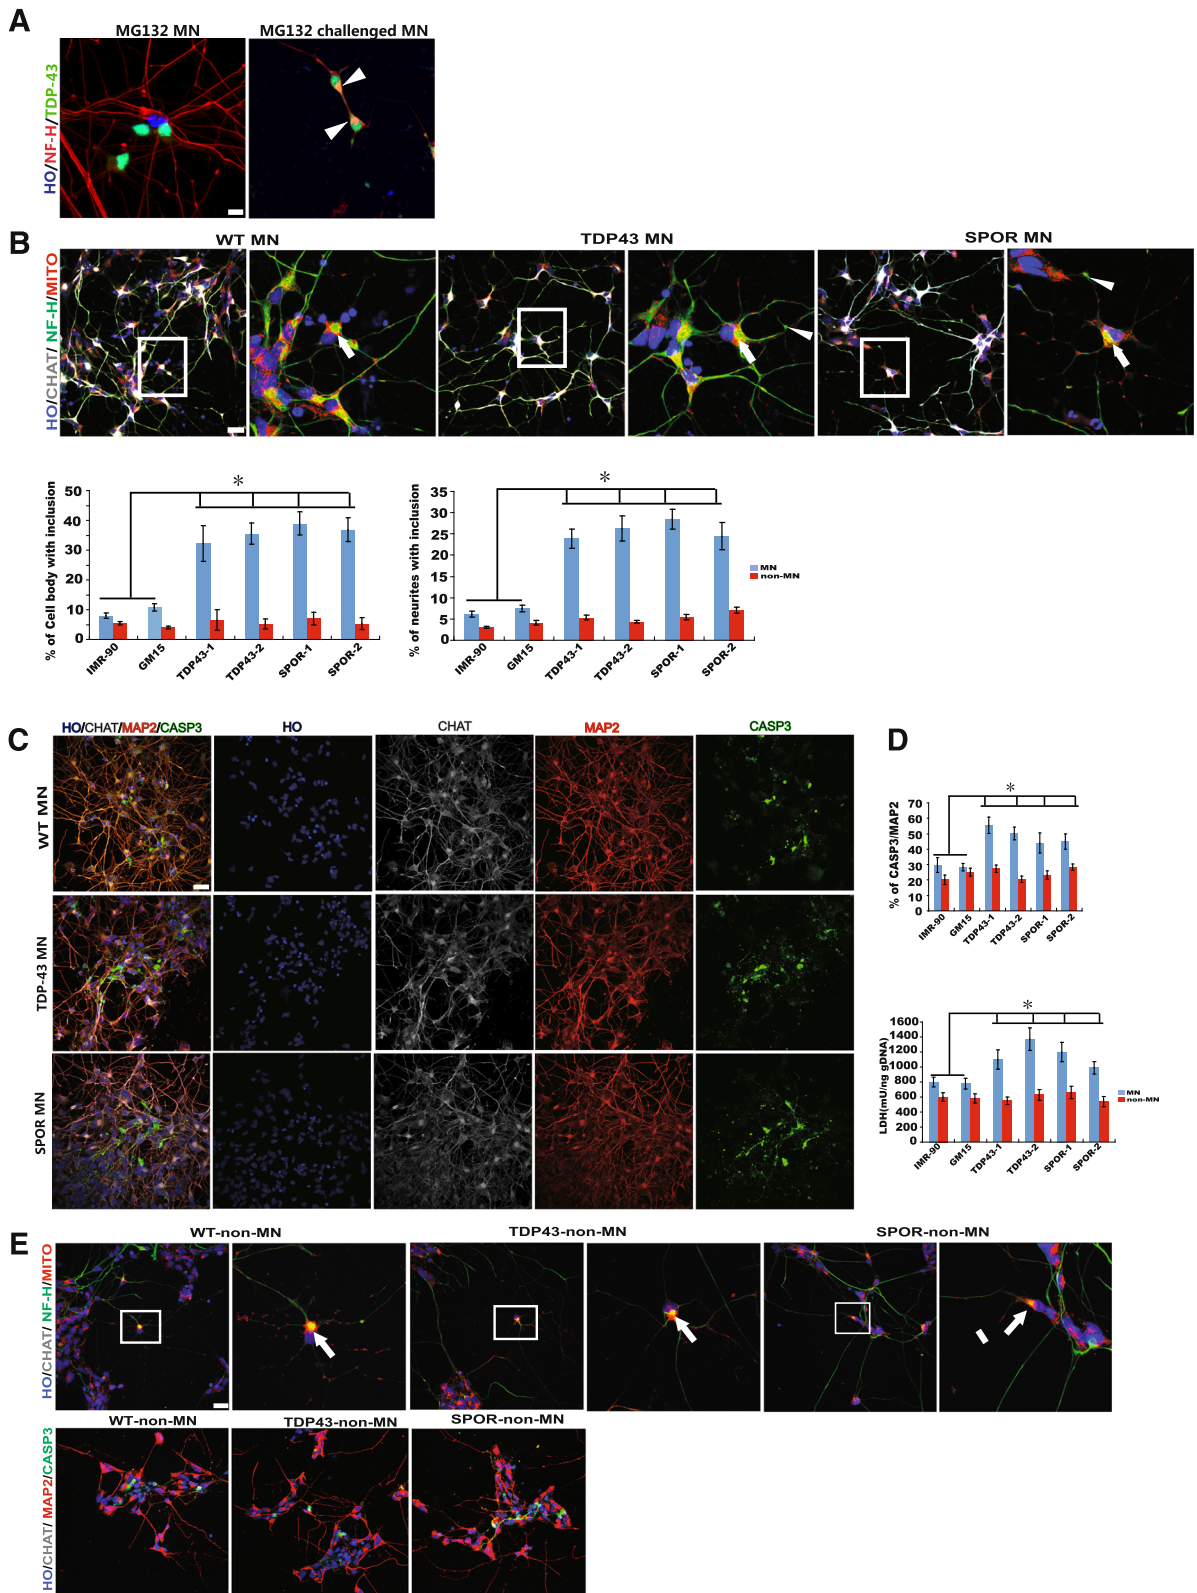 A
MG132 MN
MG132 challenged MN
HO/NF-H/TDP-43
B
WT MN
TDP43 MN
SPOR MN
HO/CHAT/ NF-H/MITO
% of Cell body with inclusion
50
40
30
20
10
0
*
IMR-90
GM15
TDP43-1
TDP43-2
SPOR-1
SPOR-2
% of neurites with inclusion
35
30
25
20
15
10
5
0
*
IMR-90
GM15
TDP43-1
TDP43-2
SPOR-1
SPOR-2
MN
non-MN
C
HO/CHAT/MAP2/CASP3
HO
CHAT
MAP2
CASP3
WT MN
TDP-43 MN
SPOR MN
D
% of CASP3/MAP2
70
60
50
40
30
20
10
0
*
IMR-90
GM15
TDP43-1
TDP43-2
SPOR-1
SPOR-2
LDH(mU/ng gDNA)
1600
1400
1200
1000
800
600
400
200
0
*
IMR-90
GM15
TDP43-1
TDP43-2
SPOR-1
SPOR-2
MN
non-MN
E
WT-non-MN
TDP43-non-MN
SPOR-non-MN
HO/CHAT/ NF-H/MITO
WT-non-MN
TDP43-non-MN
SPOR-non-MN
HO/CHAT/ MAP2/CASP3